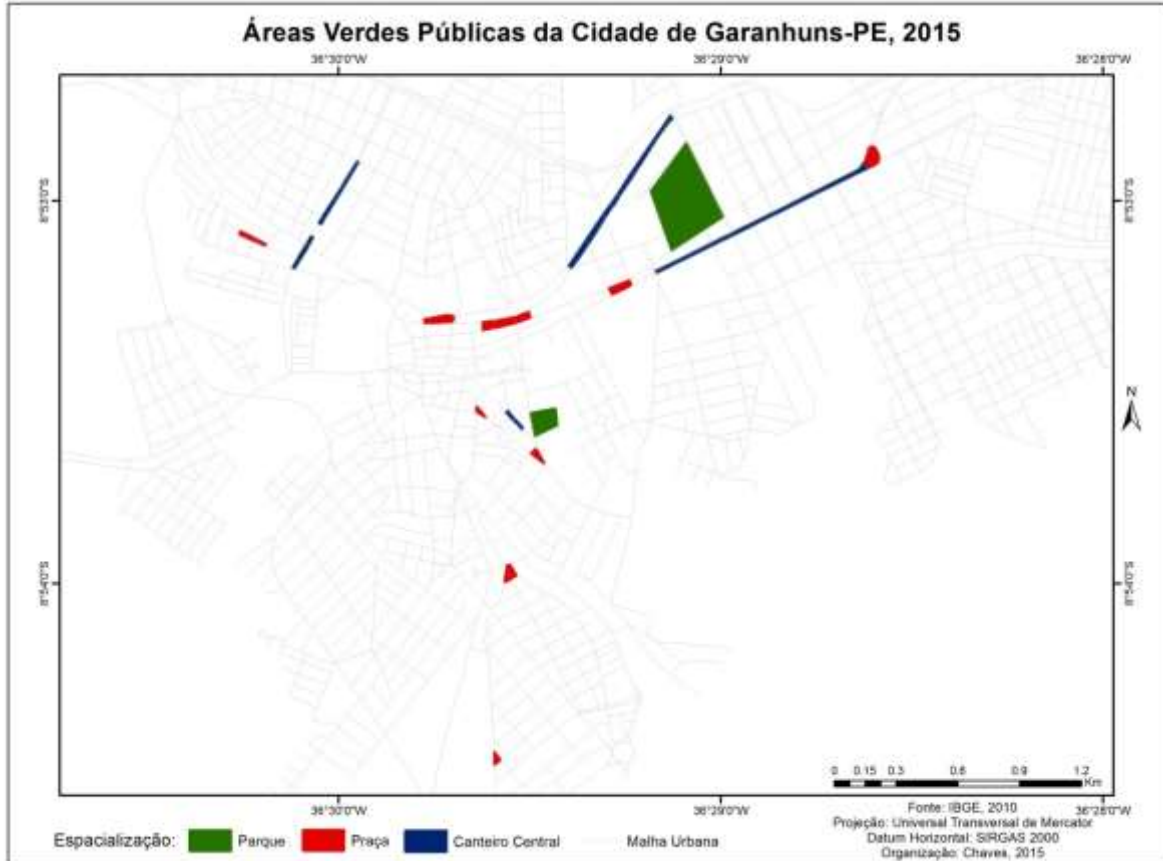 Áreas Verdes Públicas da Cidade de Garanhuns-PE, 2015
36°30'0"W 36°29'0"W 36°28'0"W
8°53'0"S 8°53'0"S
N
8°54'0"S 8°54'0"S
0 0.15 0.3 0.6 0.9 1.2
Km
36°30'0"W 36°29'0"W 36°28'0"W
Espacialização: Parque Praça Canteiro Central Malha Urbana
Fonte: IBGE, 2010
Projeção: Universal Transversal de Mercator
Datum Horizontal: SIRGAS 2000
Organização: Chaves, 2015